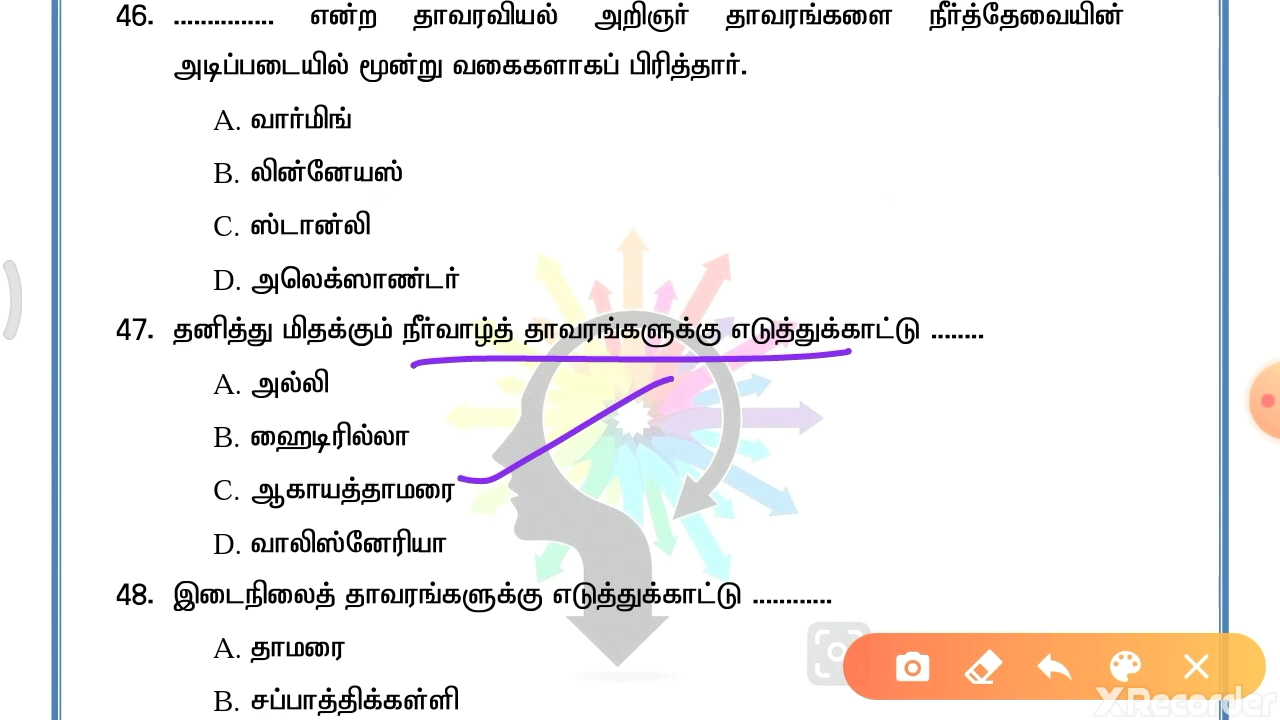 46. ............... என்ற தாவரவியல் அறிஞர் தாவரங்களை நீர்த்தேவையின்
அடிப்படையில் மூன்று வகைகளாகப் பிரித்தார்.
A. வார்மிங்
B. லின்னேயஸ்
C. ஸ்டான்லி
D. அலெக்ஸாண்டர்
47. தனித்து மிதக்கும் நீர்வாழ்த் தாவரங்களுக்கு எடுத்துக்காட்டு ........
A. அல்லி
B. ஹைடிரில்லா
C. ஆகாயத்தாமரை
D. வாலிஸ்னேரியா
48. இடைநிலைத் தாவரங்களுக்கு எடுத்துக்காட்டு ............
A. தாமரை
B. சப்பாத்திக்கள்ளி
XRecorder